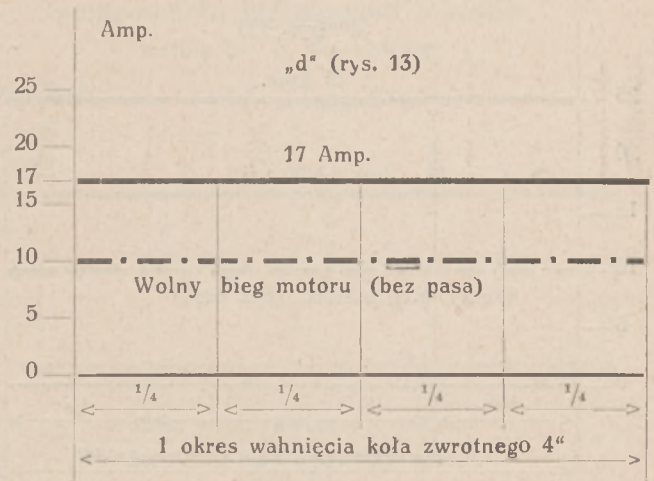 Amp.
„d“ (rys. 13)
25
20
17 Amp.
17
15
10
Wolny bieg motoru (bez pasa)
5
0
1/4 1/4 1/4 1/4
1 okres wahnięcia koła zwrotnego 4“